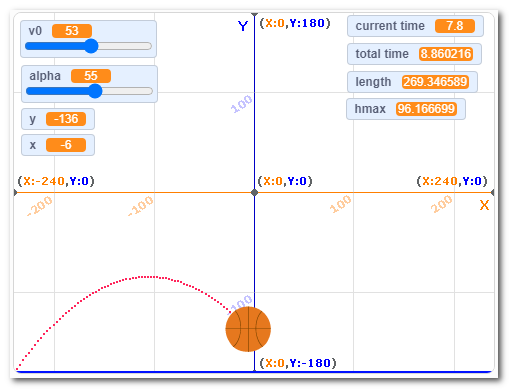 v0 53
alpha 55
y -136
x -6
Y (X:0,Y:180)
current time 7.8
total time 8.860216
length 269.346589
hmax 96.166699
100
(X:-240,Y:0) (X:0,Y:0) (X:240,Y:0)
-200 -100 100 200 X
(X:0,Y:-180)